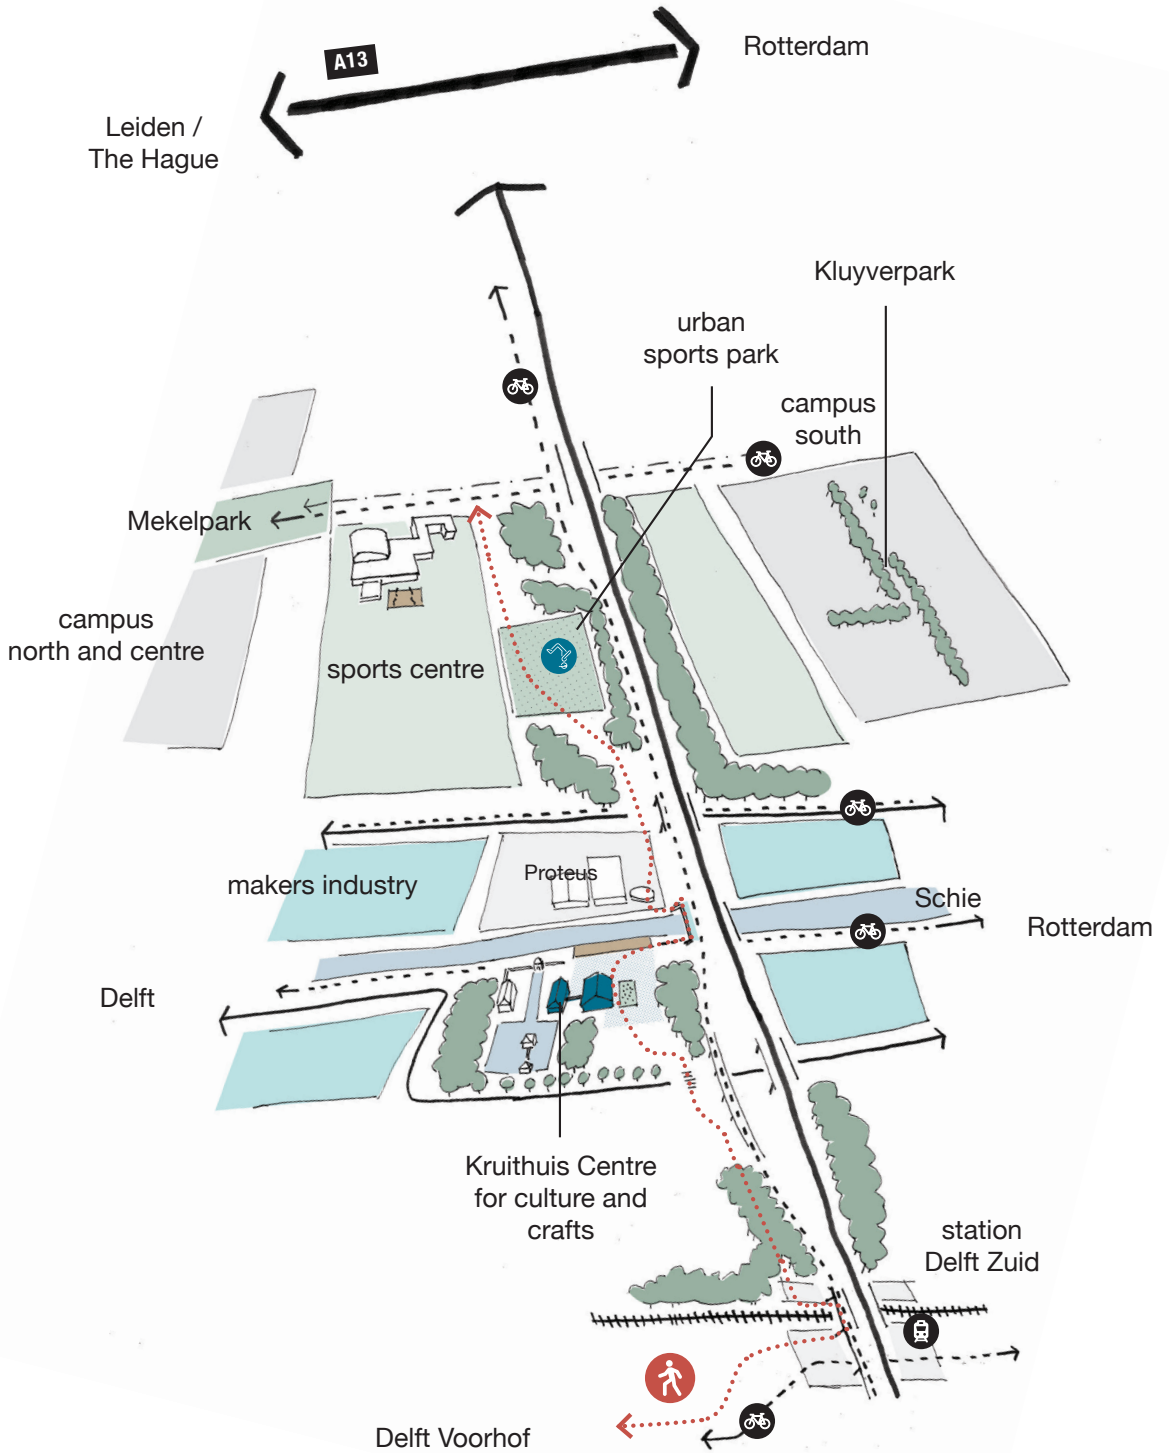 A13
Rotterdam
Leiden /
The Hague
Kluyverpark
urban
sports park
campus
south
Mekelpark
campus
north and centre
sports centre
Proteus
makers industry
Schie
Rotterdam
Delft
Kruithuis Centre
for culture and
crafts
station
Delft Zuid
Delft Voorhof